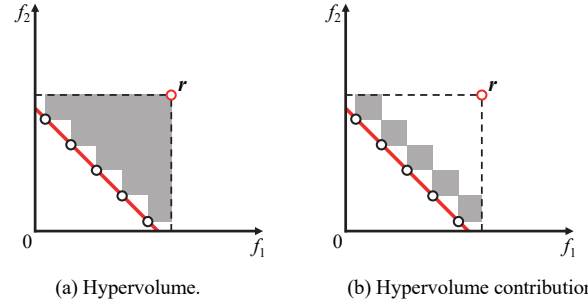 f2 f2
r r
0 f1 0 f1
(a) Hypervolume. (b) Hypervolume contribution